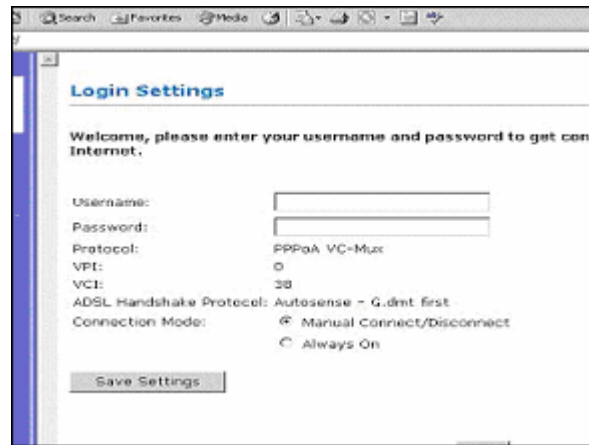 Search Favorites Media
Login Settings
Welcome, please enter your username and password to get con
Internet.
Username:
Password:
Protocol: PPPoA VC-Mux
VPI: 0
VCI: 38
ADSL Handshake Protocol: Autosense - G.dmt first
Connection Mode: Manual Connect/Disconnect
Always On
Save Settings